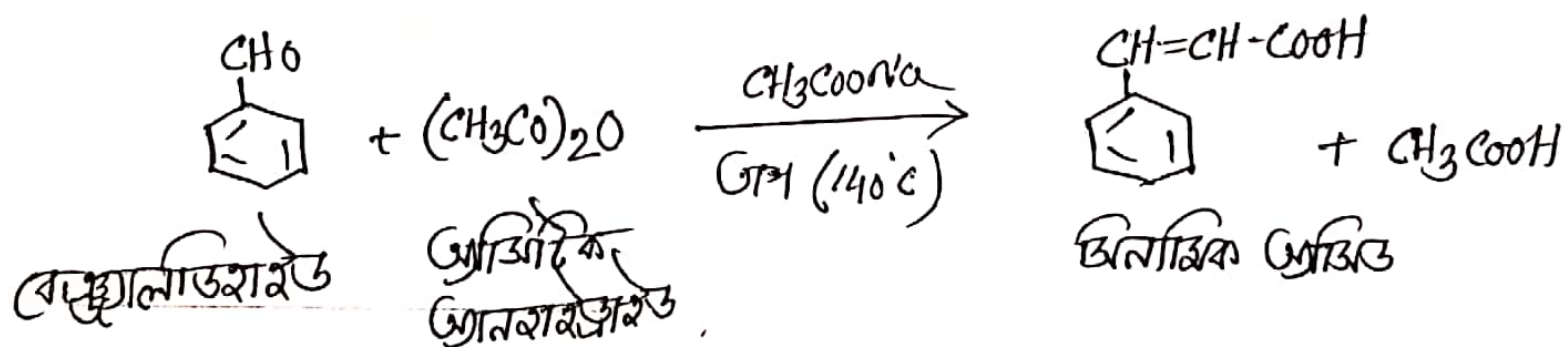 CHO
CH=CH-COOH
+ (CH3CO)2O
CH3COONa
তাপ (140°C)
+ CH3COOH
বেনজ্যালডিহাইড
অ্যাসিটিক
অ্যানহাইড্রাইড
সিনামিক অ্যাসিড